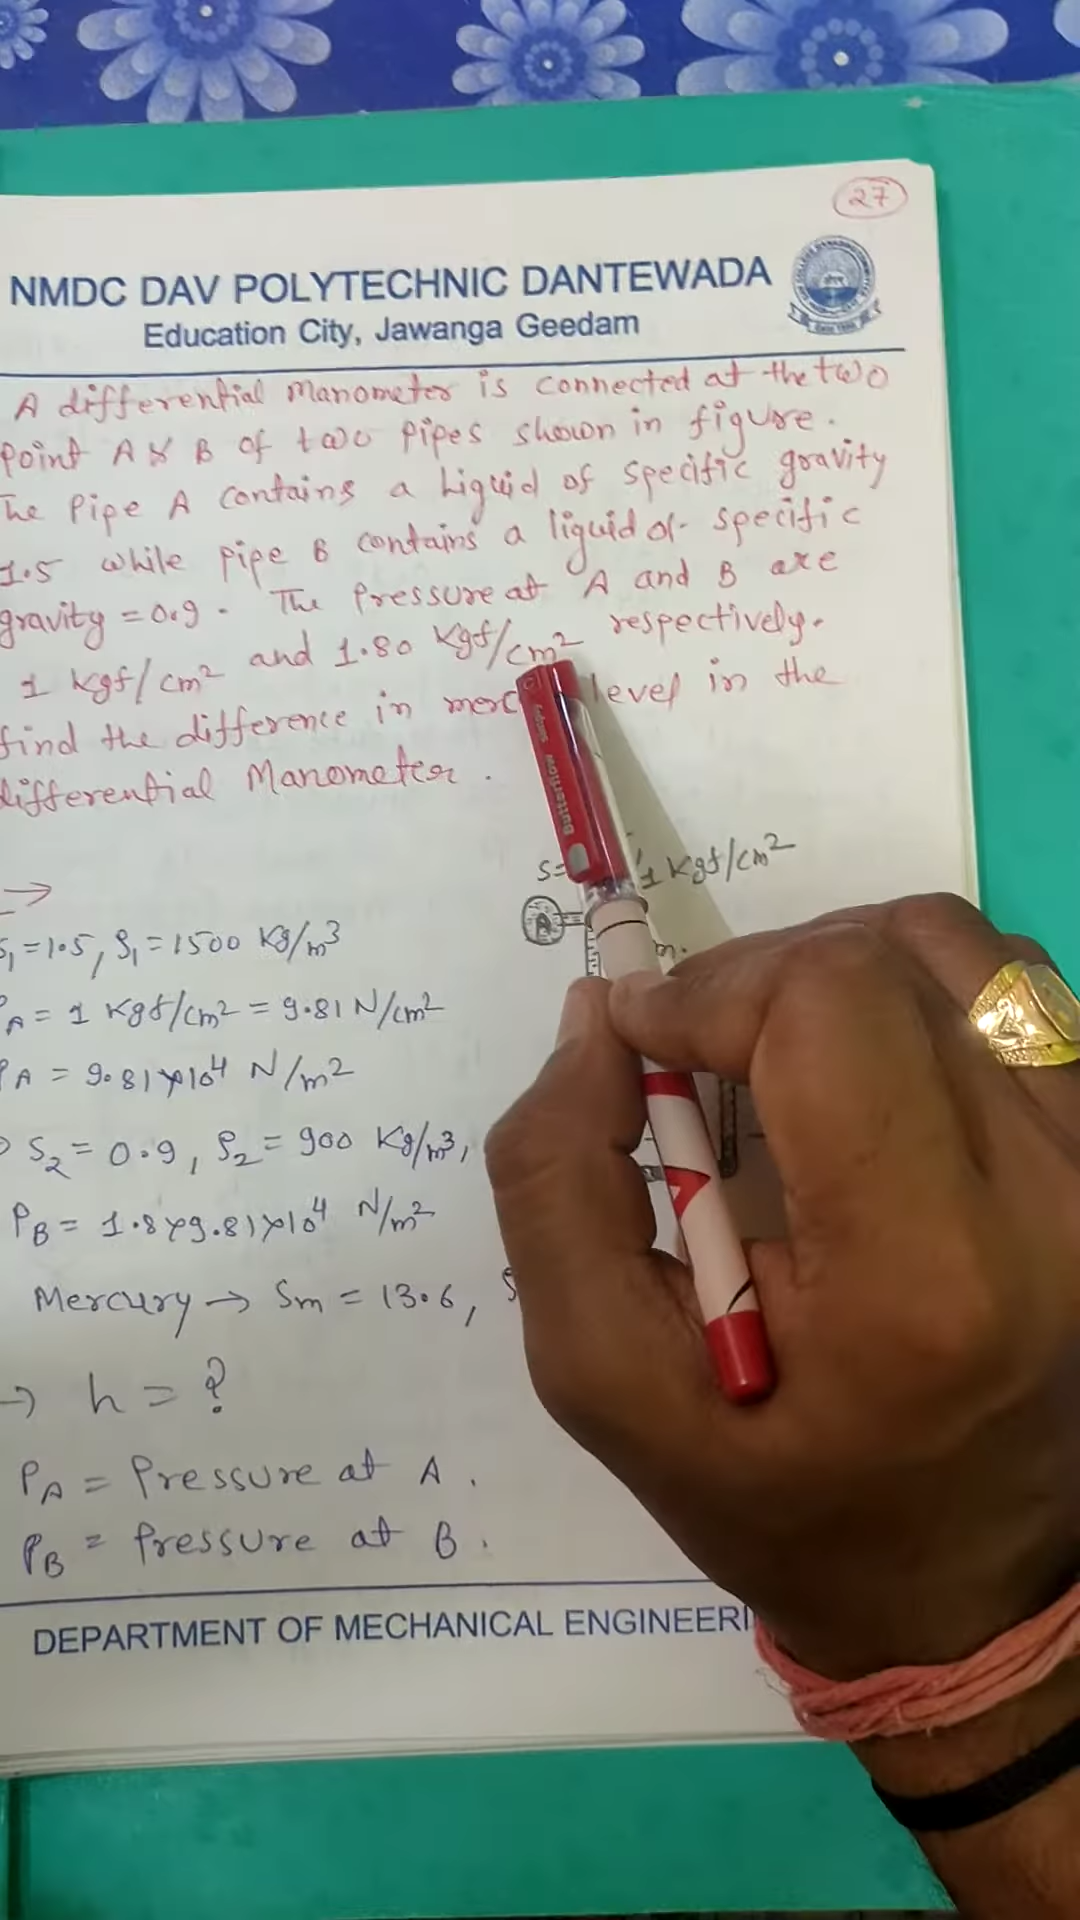 27
NMDC DAV POLYTECHNIC DANTEWADA
Education City, Jawanga Geedam
A differential Manometer is connected at the two
point A & B of two pipes shown in figure.
The Pipe A contains a liquid of specific gravity
1.5 while pipe B contains a liquid of specific
gravity = 0.9. The Pressure at A and B are
1 kgf/cm² and 1.80 kgf/cm² respectively.
find the difference in level in the
differential Manometer.
S= 1 kgf/cm²
A
S₁ = 1.5, ρ₁ = 1500 kg/m³
PA = 1 kgf/cm² = 9.81 N/cm²
PA = 9.81×10⁴ N/m²
S₂ = 0.9, ρ₂ = 900 kg/m³,
PB = 1.8×9.81×10⁴ N/m²
Mercury → Sm = 13.6,
→ h = ?
PA = Pressure at A.
PB = Pressure at B.
DEPARTMENT OF MECHANICAL